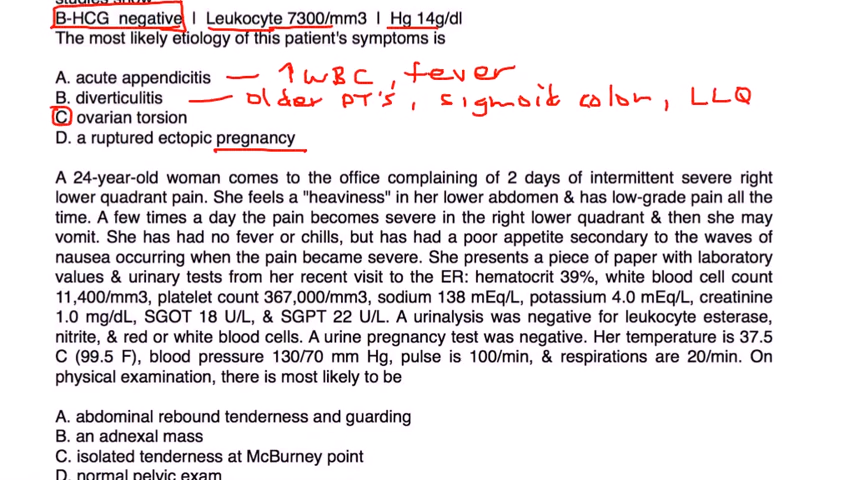 studies show
B-HCG negative | Leukocyte 7300/mm3 | Hg 14g/dl
The most likely etiology of this patient's symptoms is
A. acute appendicitis — ↑WBC, fever
B. diverticulitis — older PT's, sigmoid colon, LLQ
C. ovarian torsion
D. a ruptured ectopic pregnancy
A 24-year-old woman comes to the office complaining of 2 days of intermittent severe right
lower quadrant pain. She feels a "heaviness" in her lower abdomen & has low-grade pain all the
time. A few times a day the pain becomes severe in the right lower quadrant & then she may
vomit. She has had no fever or chills, but has had a poor appetite secondary to the waves of
nausea occurring when the pain became severe. She presents a piece of paper with laboratory
values & urinary tests from her recent visit to the ER: hematocrit 39%, white blood cell count
11,400/mm3, platelet count 367,000/mm3, sodium 138 mEq/L, potassium 4.0 mEq/L, creatinine
1.0 mg/dL, SGOT 18 U/L, & SGPT 22 U/L. A urinalysis was negative for leukocyte esterase,
nitrite, & red or white blood cells. A urine pregnancy test was negative. Her temperature is 37.5
C (99.5 F), blood pressure 130/70 mm Hg, pulse is 100/min, & respirations are 20/min. On
physical examination, there is most likely to be
A. abdominal rebound tenderness and guarding
B. an adnexal mass
C. isolated tenderness at McBurney point
D. normal pelvic exam